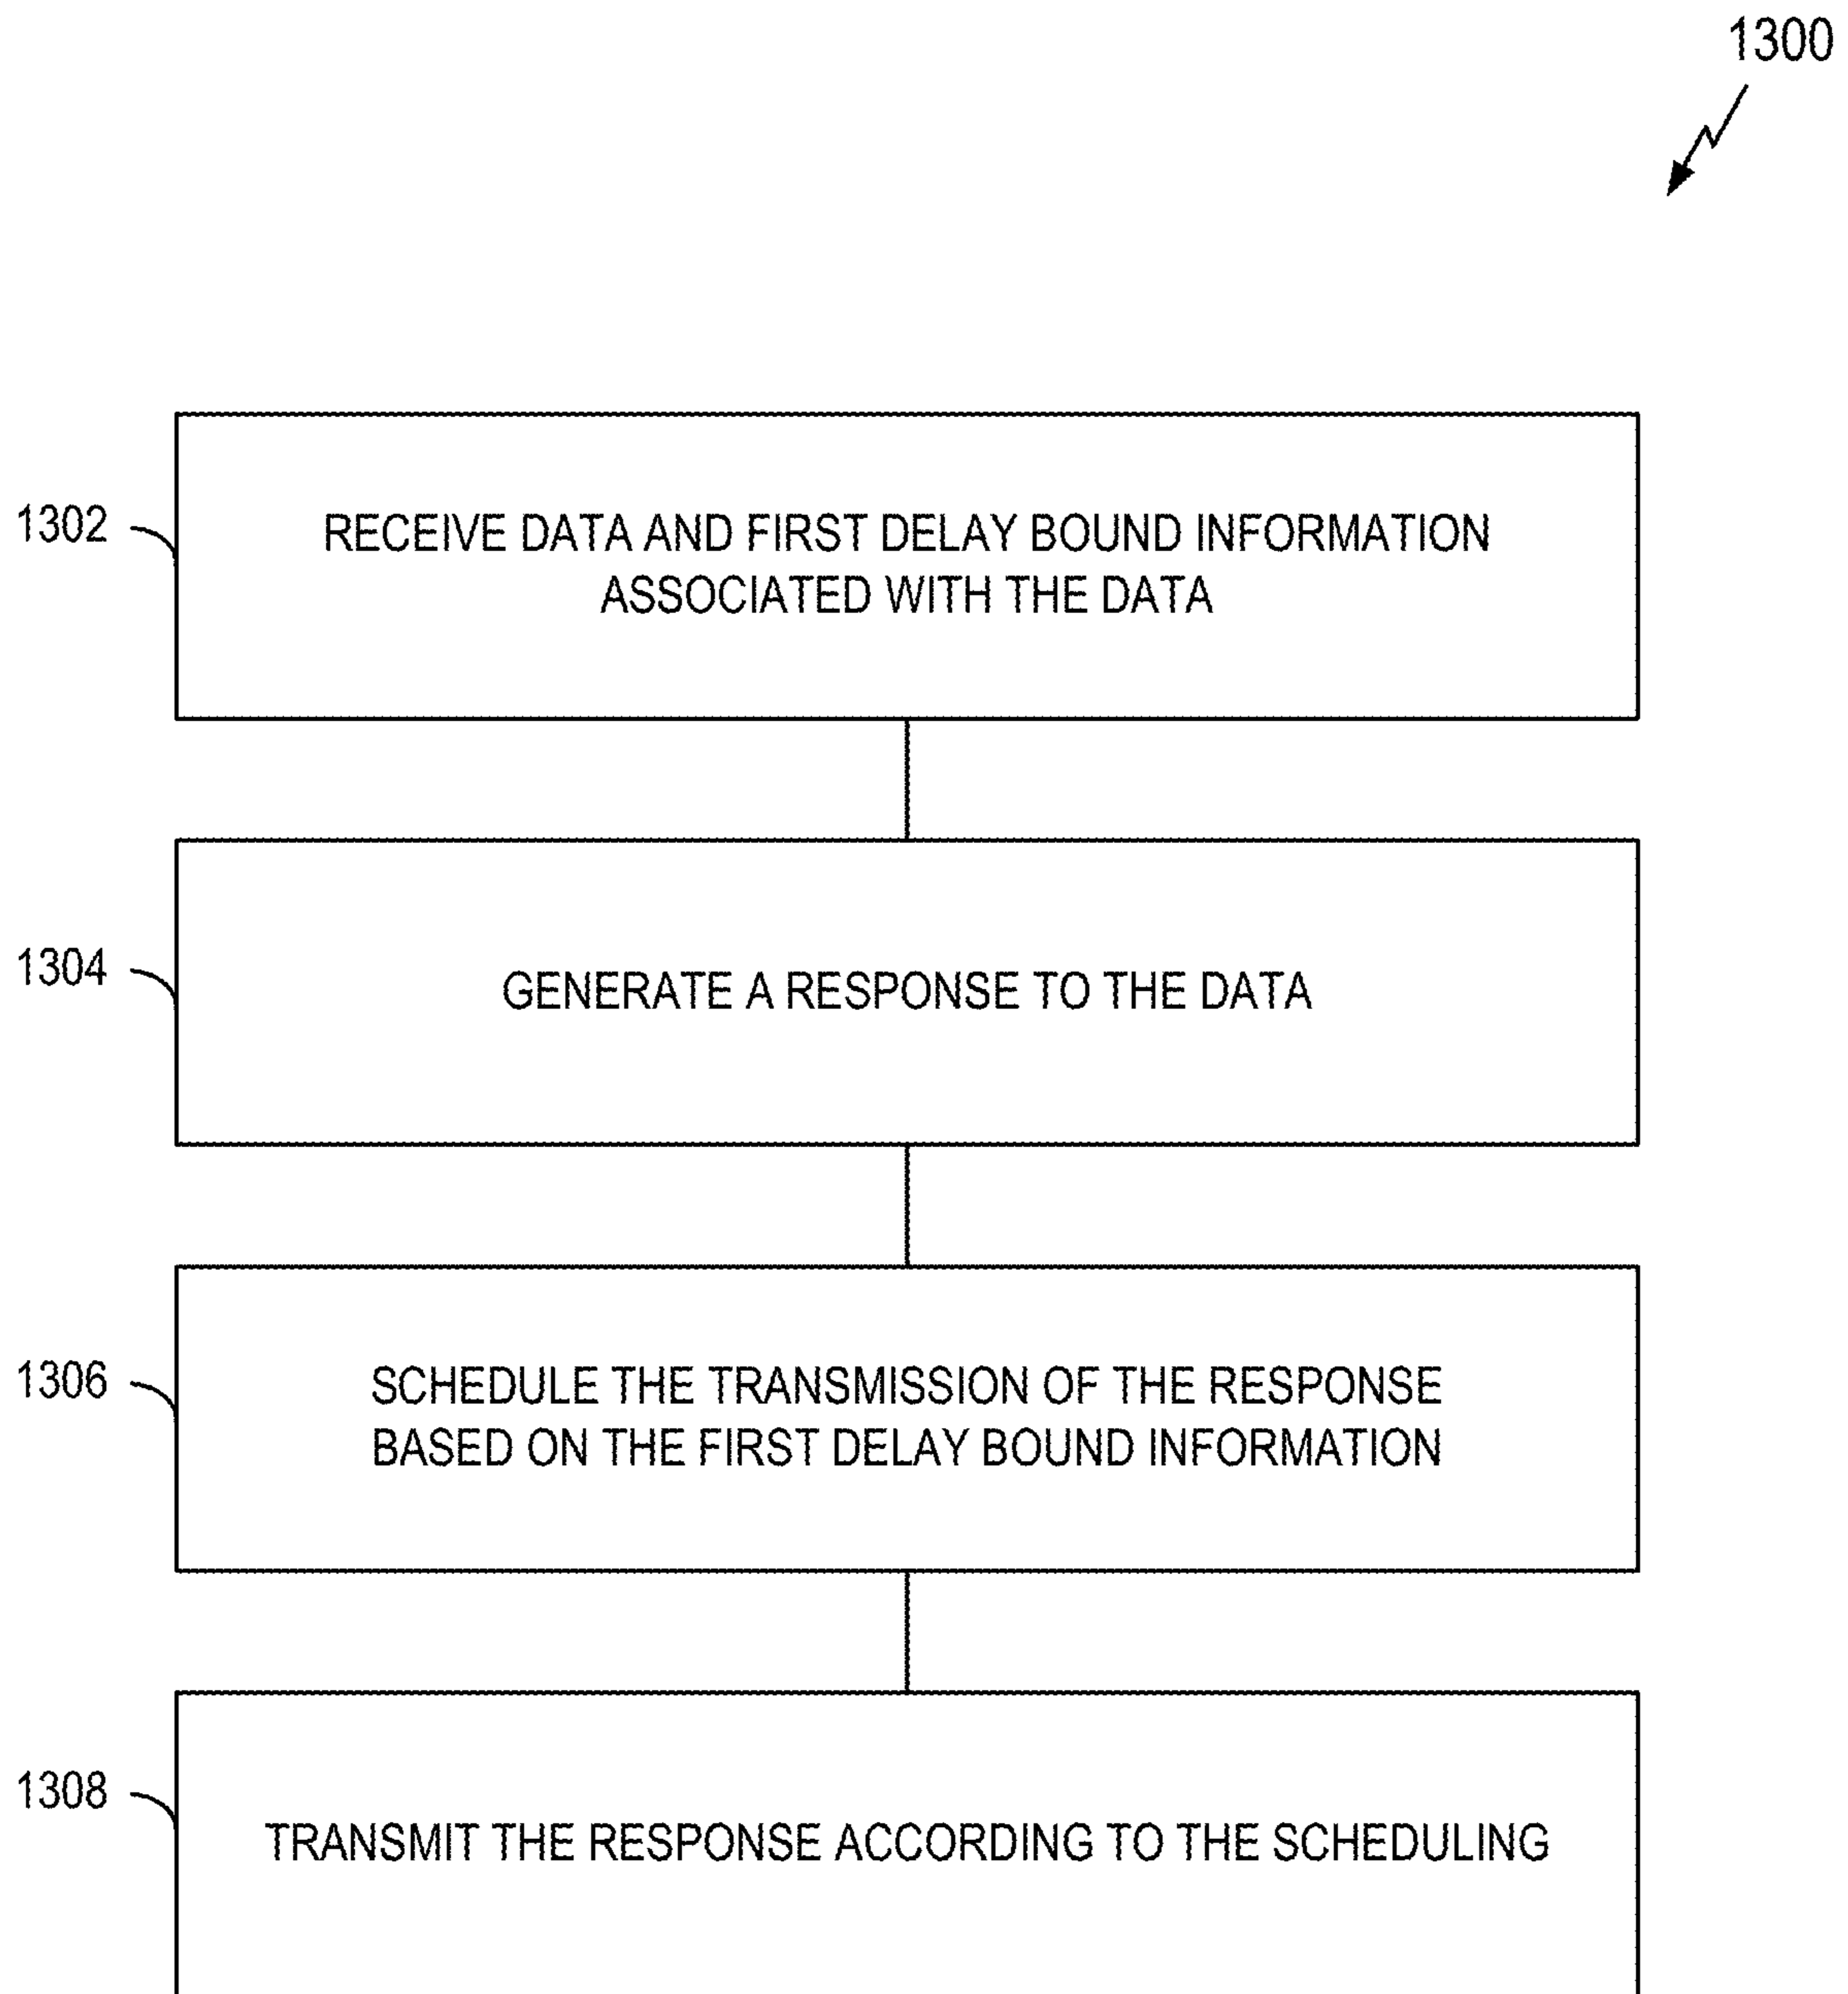 1300
1302
RECEIVE DATA AND FIRST DELAY BOUND INFORMATION
ASSOCIATED WITH THE DATA
1304
GENERATE A RESPONSE TO THE DATA
1306
SCHEDULE THE TRANSMISSION OF THE RESPONSE
BASED ON THE FIRST DELAY BOUND INFORMATION
1308
TRANSMIT THE RESPONSE ACCORDING TO THE SCHEDULING